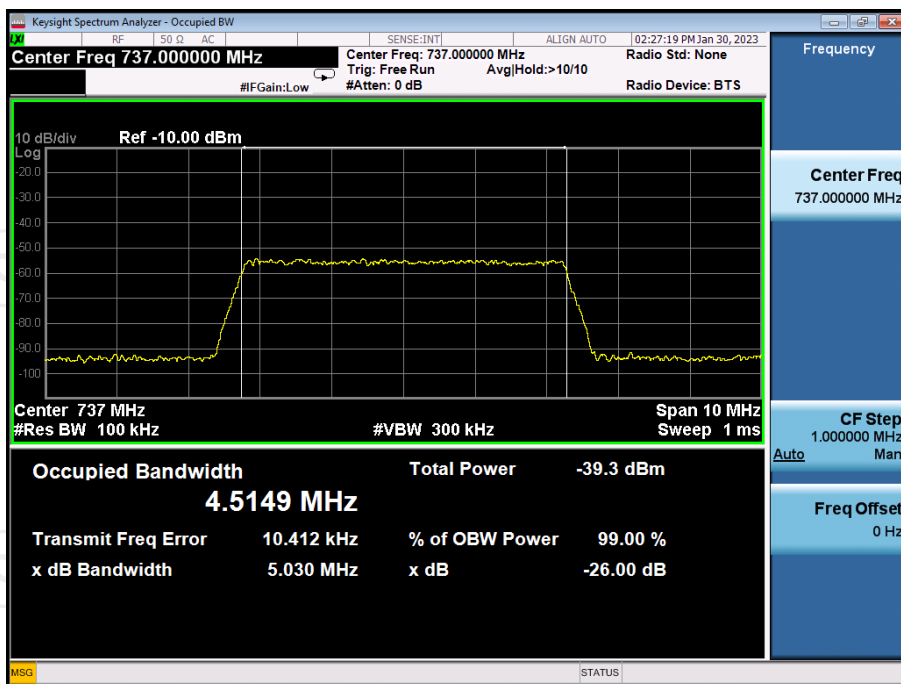 Keysight Spectrum Analyzer - Occupied BW
LXI RF 50 Ω AC SENSE:INT ALIGN AUTO 02:27:19 PM Jan 30, 2023
Center Freq 737.000000 MHz
#IFGain:Low
Center Freq: 737.000000 MHz
Trig: Free Run Avg|Hold:>10/10
#Atten: 0 dB
Radio Std: None
Radio Device: BTS
10 dB/div Ref -10.00 dBm
Log
-20.0
-30.0
-40.0
-50.0
-60.0
-70.0
-80.0
-90.0
-100
Center 737 MHz Span 10 MHz
#Res BW 100 kHz #VBW 300 kHz Sweep 1 ms
Occupied Bandwidth Total Power -39.3 dBm
4.5149 MHz
Transmit Freq Error 10.412 kHz % of OBW Power 99.00 %
x dB Bandwidth 5.030 MHz x dB -26.00 dB
Frequency
Center Freq
737.000000 MHz
CF Step
1.000000 MHz
Auto Man
Freq Offset
0 Hz
MSG STATUS